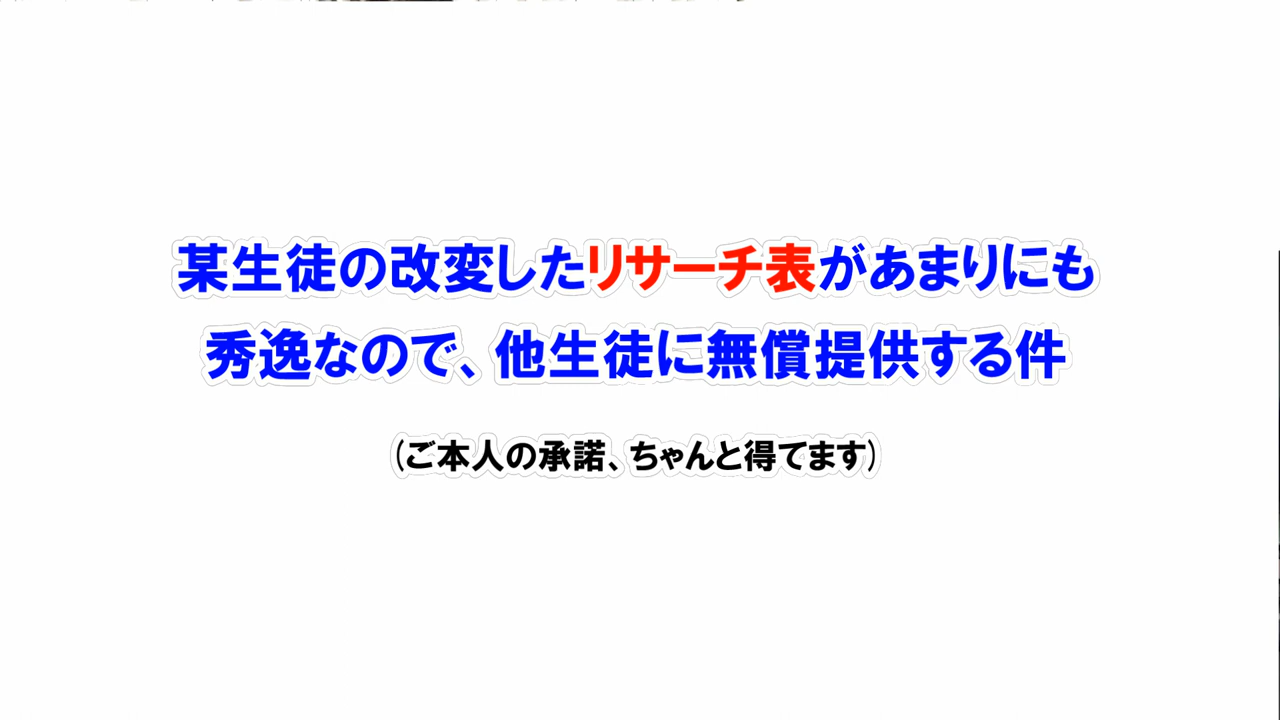 某生徒の改変したリサーチ表があまりにも
秀逸なので、他生徒に無償提供する件
(ご本人の承諾、ちゃんと得てます)